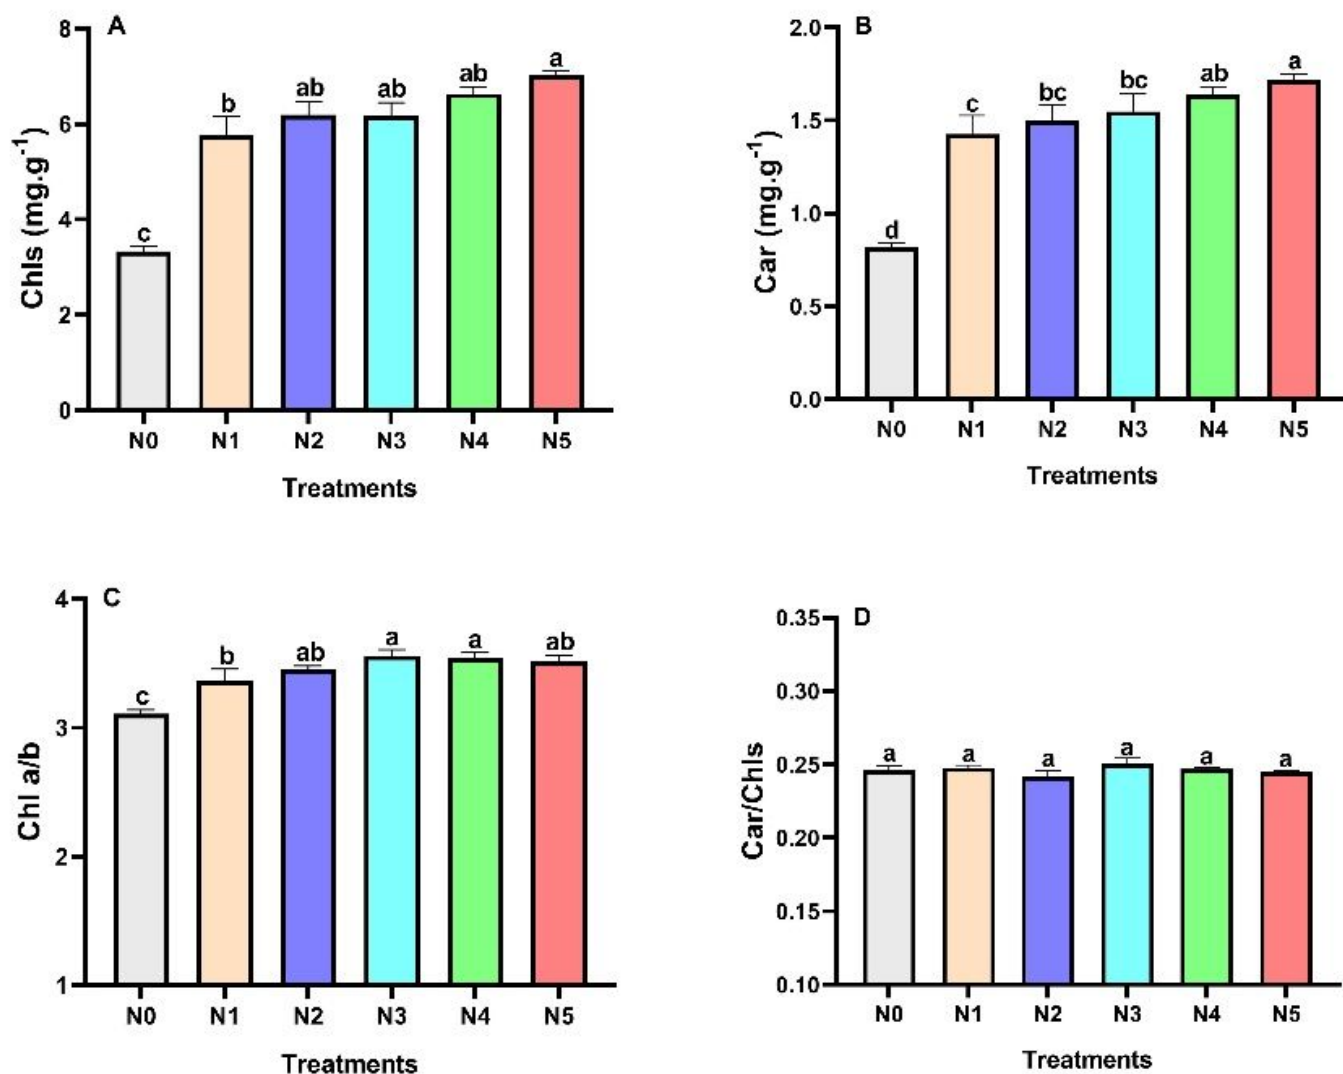 A
Chls (mg.g-1)
8
6
4
2
0
c
b
ab
ab
ab
a
N0 N1 N2 N3 N4 N5
Treatments
B
Car (mg.g-1)
2.0
1.5
1.0
0.5
0.0
d
c
bc
bc
ab
a
N0 N1 N2 N3 N4 N5
Treatments
C
Chl a/b
4
3
2
1
c
b
ab
a
a
ab
N0 N1 N2 N3 N4 N5
Treatments
D
Car/Chls
0.35
0.30
0.25
0.20
0.15
0.10
a
a
a
a
a
a
N0 N1 N2 N3 N4 N5
Treatments